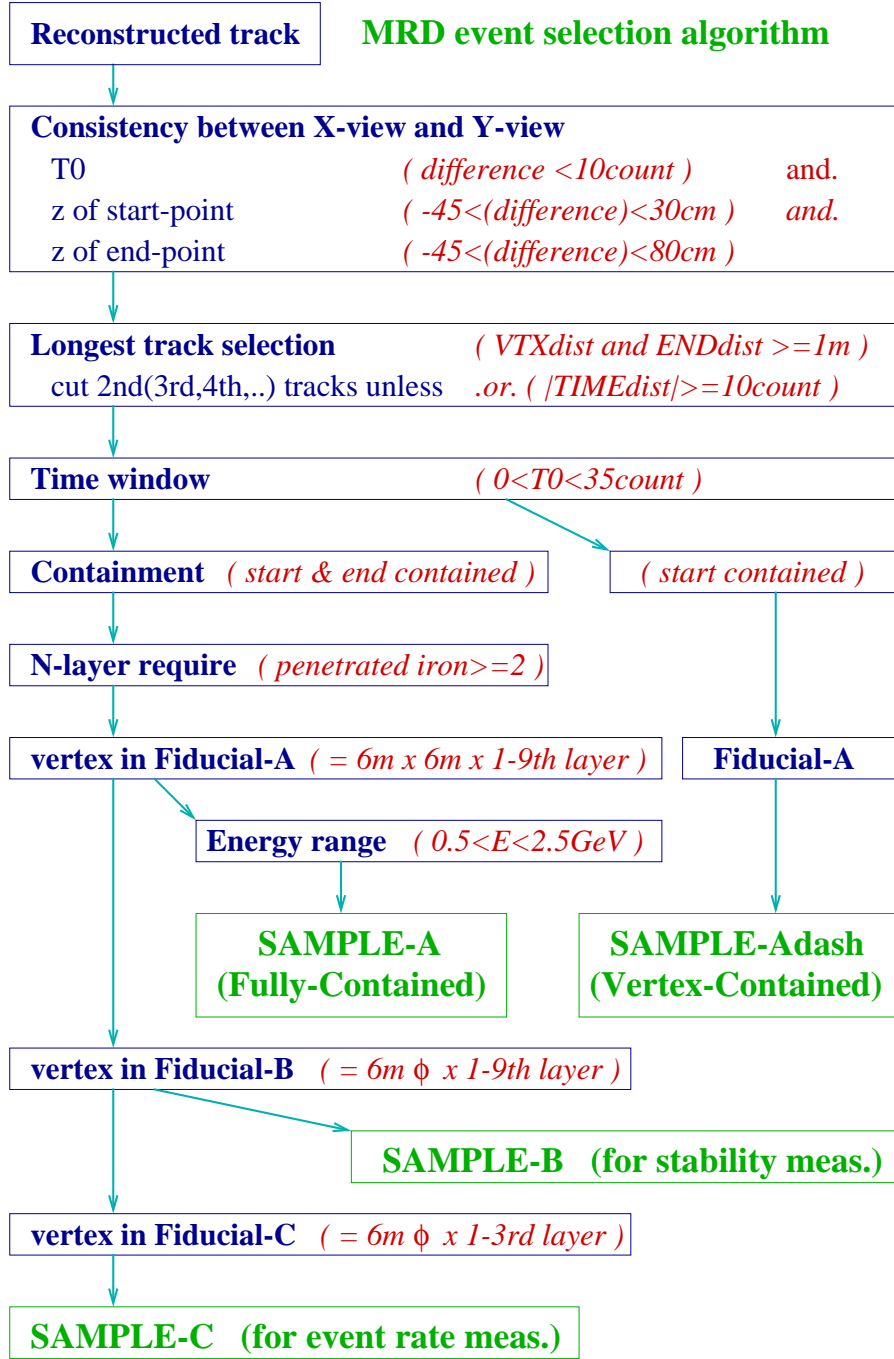 Reconstructed track MRD event selection algorithm
Consistency between X-view and Y-view
T0 ( difference <10count ) and.
z of start-point ( -45<(difference)<30cm ) and.
z of end-point ( -45<(difference)<80cm )
Longest track selection ( VTXdist and ENDdist >=1m )
cut 2nd(3rd,4th,..) tracks unless .or. ( |TIMEdist|>=10count )
Time window ( 0<T0<35count )
Containment ( start & end contained ) ( start contained )
N-layer require ( penetrated iron>=2 )
vertex in Fiducial-A ( = 6m x 6m x 1-9th layer ) Fiducial-A
Energy range ( 0.5<E<2.5GeV )
SAMPLE-A SAMPLE-Adash
(Fully-Contained) (Vertex-Contained)
vertex in Fiducial-B ( = 6m ϕ x 1-9th layer )
SAMPLE-B (for stability meas.)
vertex in Fiducial-C ( = 6m ϕ x 1-3rd layer )
SAMPLE-C (for event rate meas.)